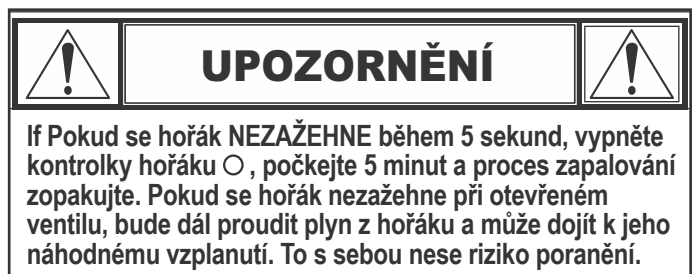 UPOZORNĚNÍ
If Pokud se hořák NEZAŽEHNE během 5 sekund, vypněte
kontrolky hořáku O , počkejte 5 minut a proces zapalování
zopakujte. Pokud se hořák nezažehne při otevřeném
ventilu, bude dál proudit plyn z hořáku a může dojít k jeho
náhodnému vzplanutí. To s sebou nese riziko poranění.